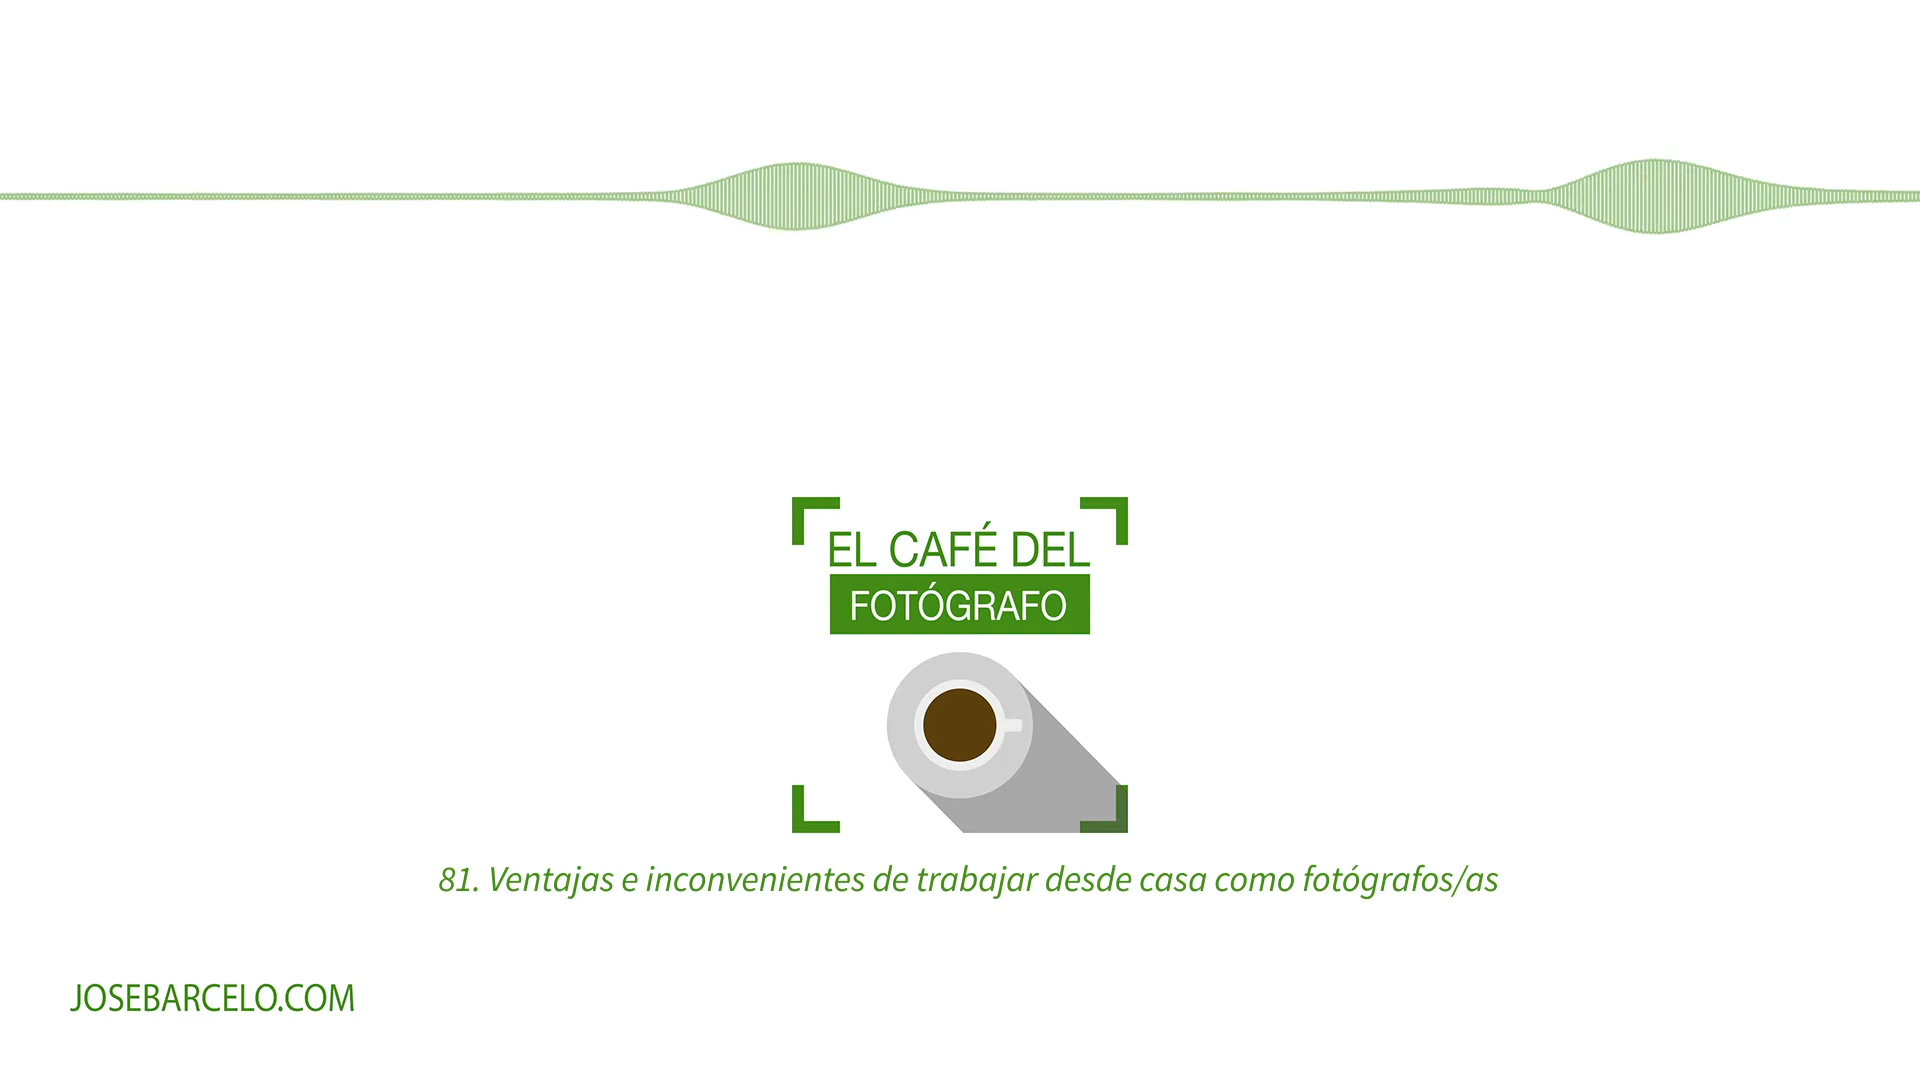 EL CAFÉ DEL
FOTÓGRAFO
81. Ventajas e inconvenientes de trabajar desde casa como fotógrafos/as
JOSEBARCELO.COM